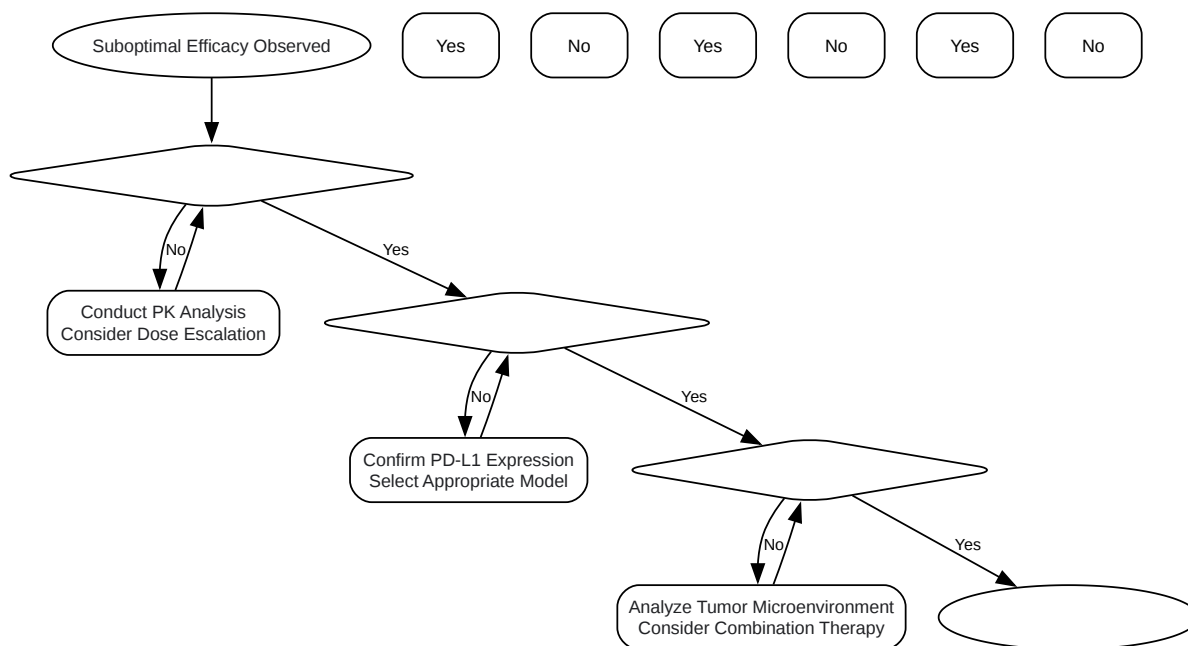 Suboptimal Efficacy Observed
Yes
No
Yes
No
Yes
No
No
Yes
Conduct PK Analysis
Consider Dose Escalation
No
Yes
Confirm PD-L1 Expression
Select Appropriate Model
No
Yes
Analyze Tumor Microenvironment
Consider Combination Therapy